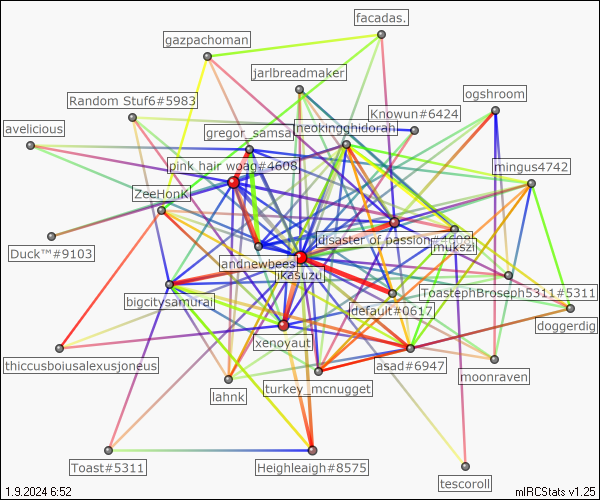 facadas.
gazpachoman
jarlbreadmaker
ogshroom
Random Stuf6#5983
Knowun#6424
avelicious
gregor_samsa
neokingghidorah
pink hair woag#4608
mingus4742
ZeeHonK
disaster of passion#4608
Duck™#9103
mukszi
andnewbees
ikasuzu
ToastephBroseph5311#5311
bigcitysamurai
default#0617
doggerdig
xenoyaut
thiccusboiusalexusjoneus
asad#6947
moonraven
lahnk
turkey_mcnugget
Toast#5311
Heighleaigh#8575
tescoroll
1.9.2024 6:52
mIRCStats v1.25